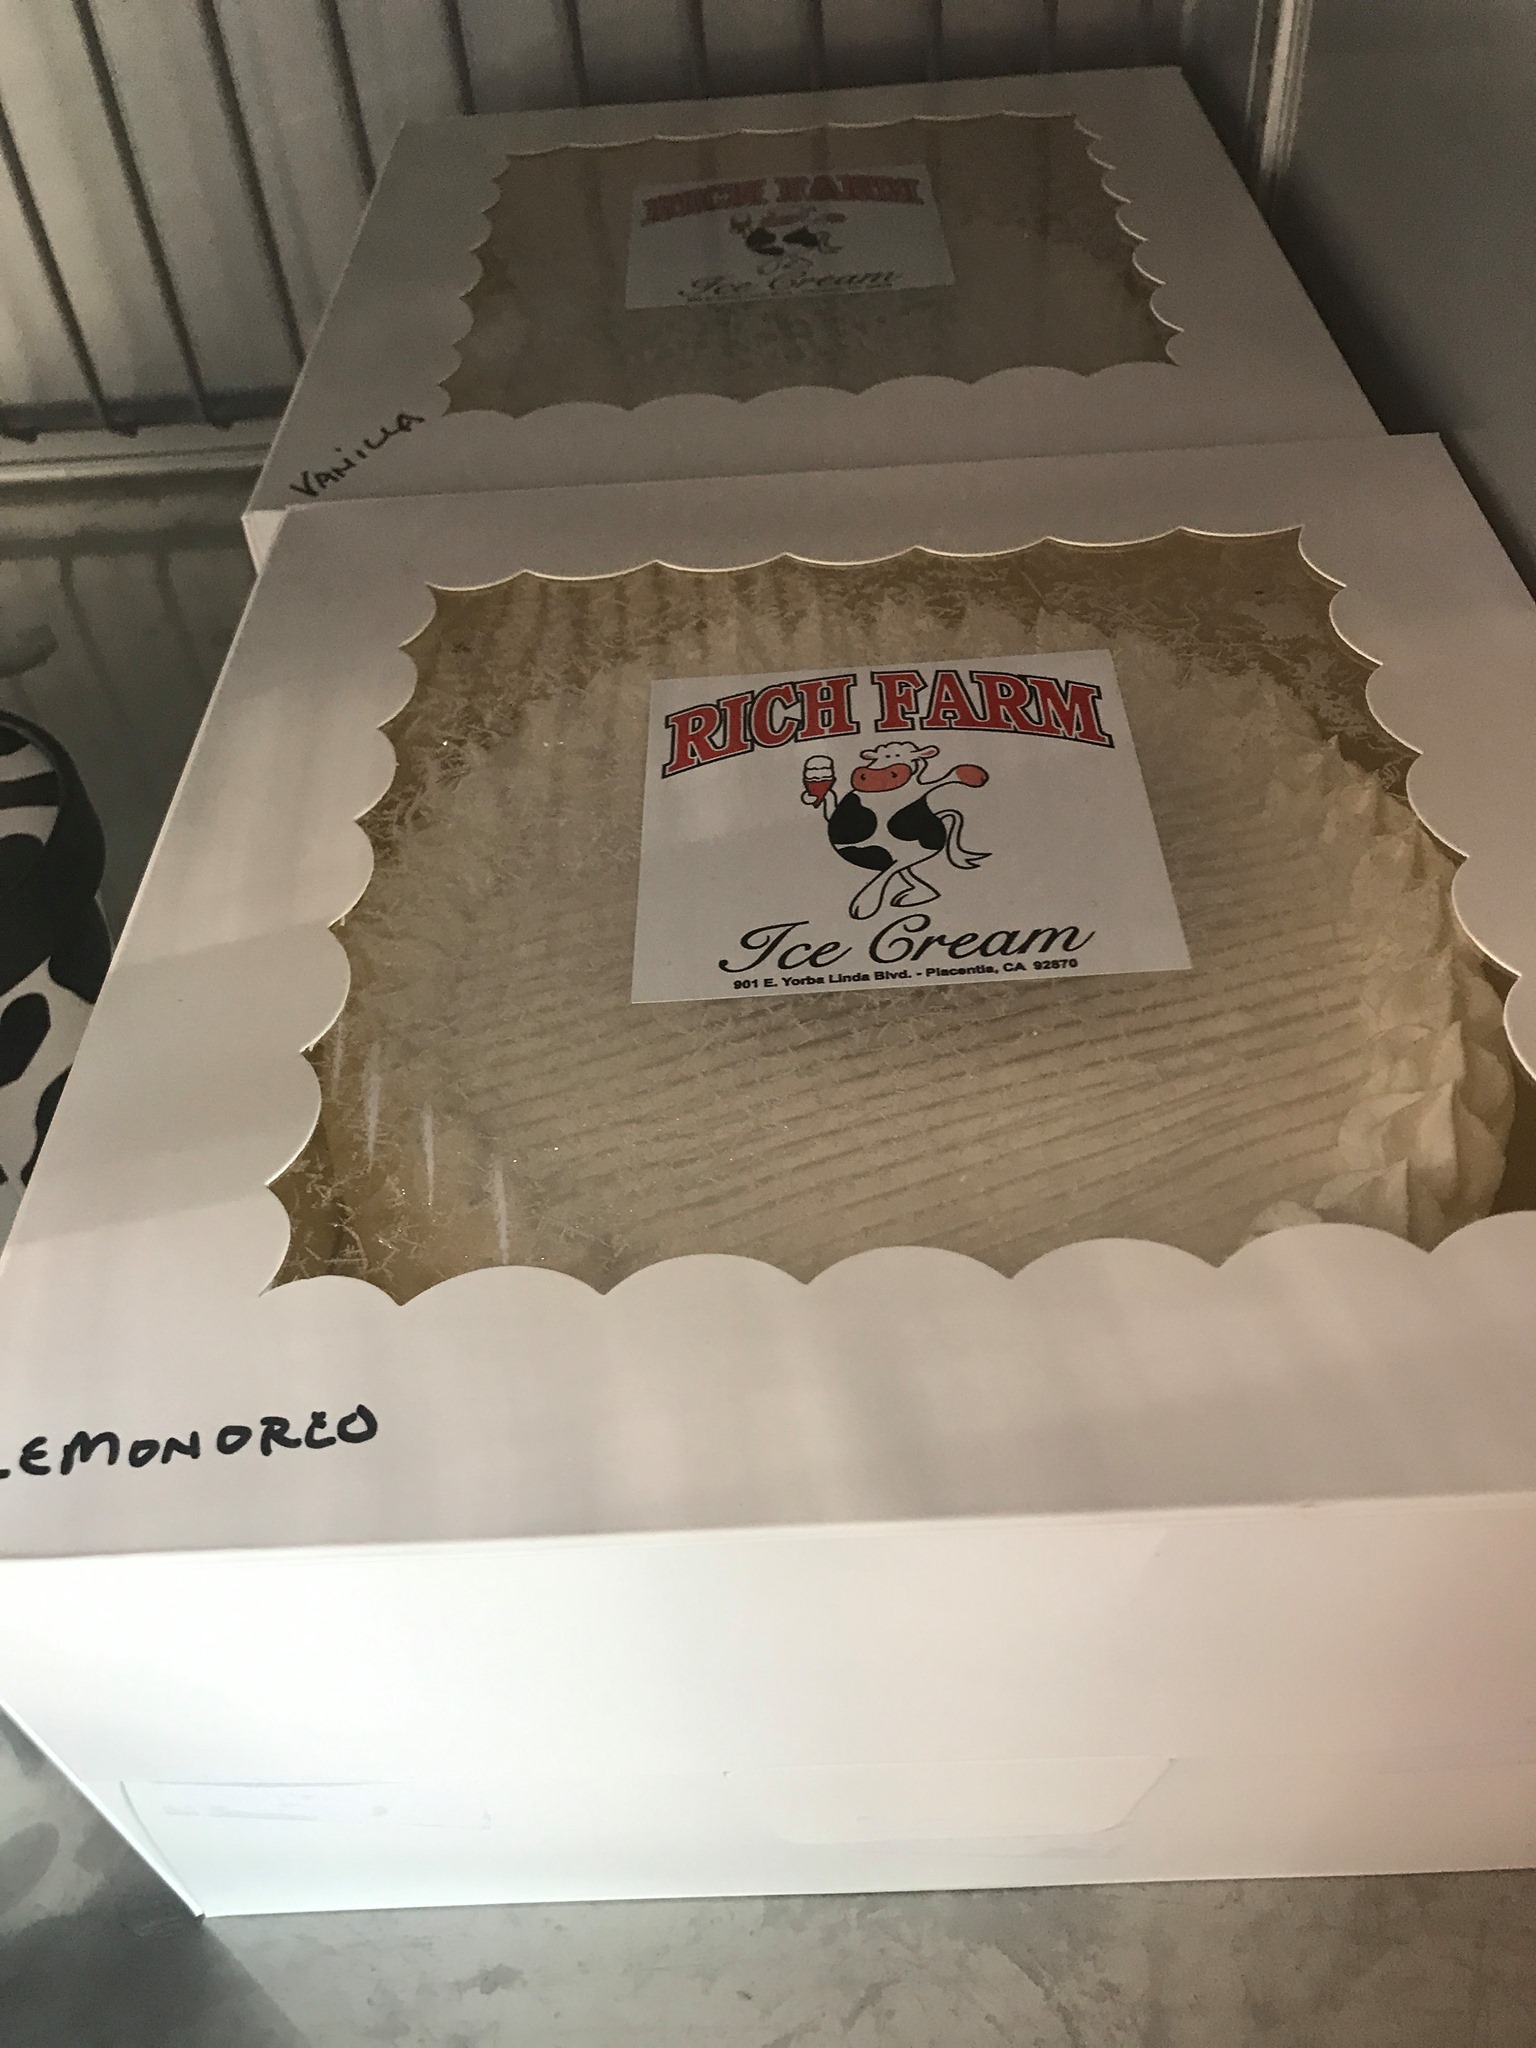 RICH FARM
Ice Cream
VANILLA
RICH FARM
Ice Cream
901 E. Yorba Linda Blvd. - Placentia, CA 92870
LEMONOREO